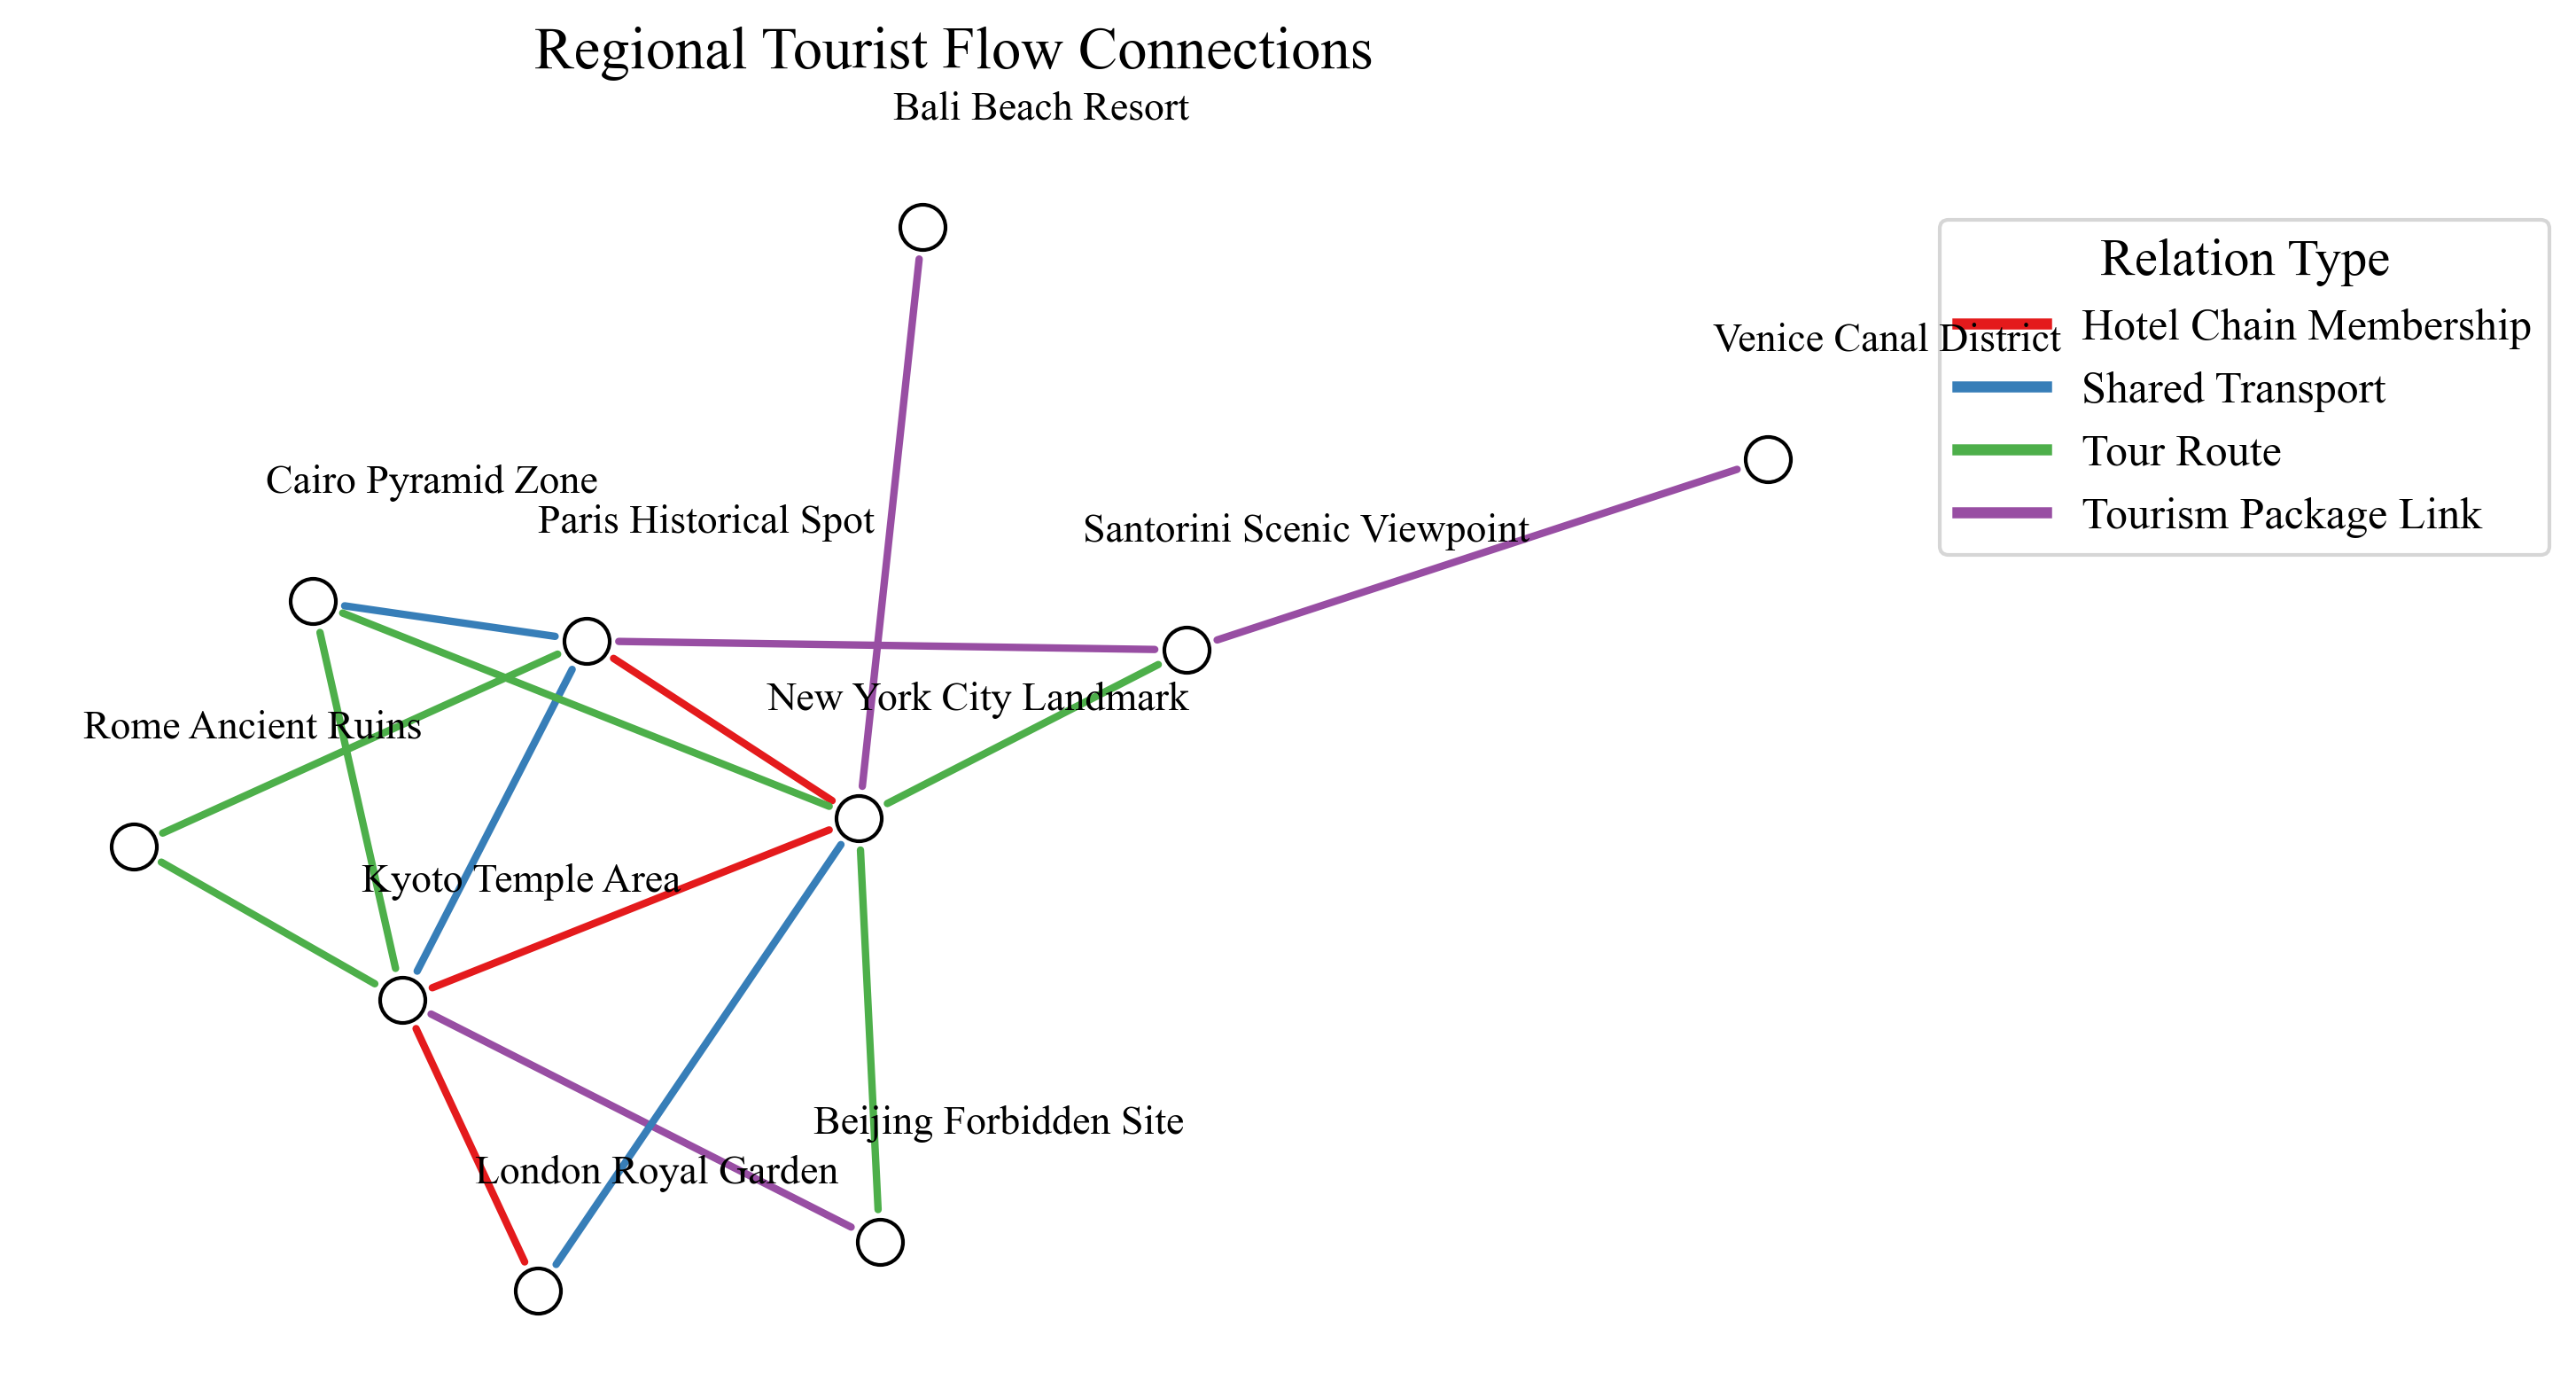 Regional Tourist Flow Connections
Bali Beach Resort
Venice Canal District
Cairo Pyramid Zone
Paris Historical Spot
Santorini Scenic Viewpoint
New York City Landmark
Rome Ancient Ruins
Kyoto Temple Area
Beijing Forbidden Site
London Royal Garden
Relation Type
Hotel Chain Membership
Shared Transport
Tour Route
Tourism Package Link